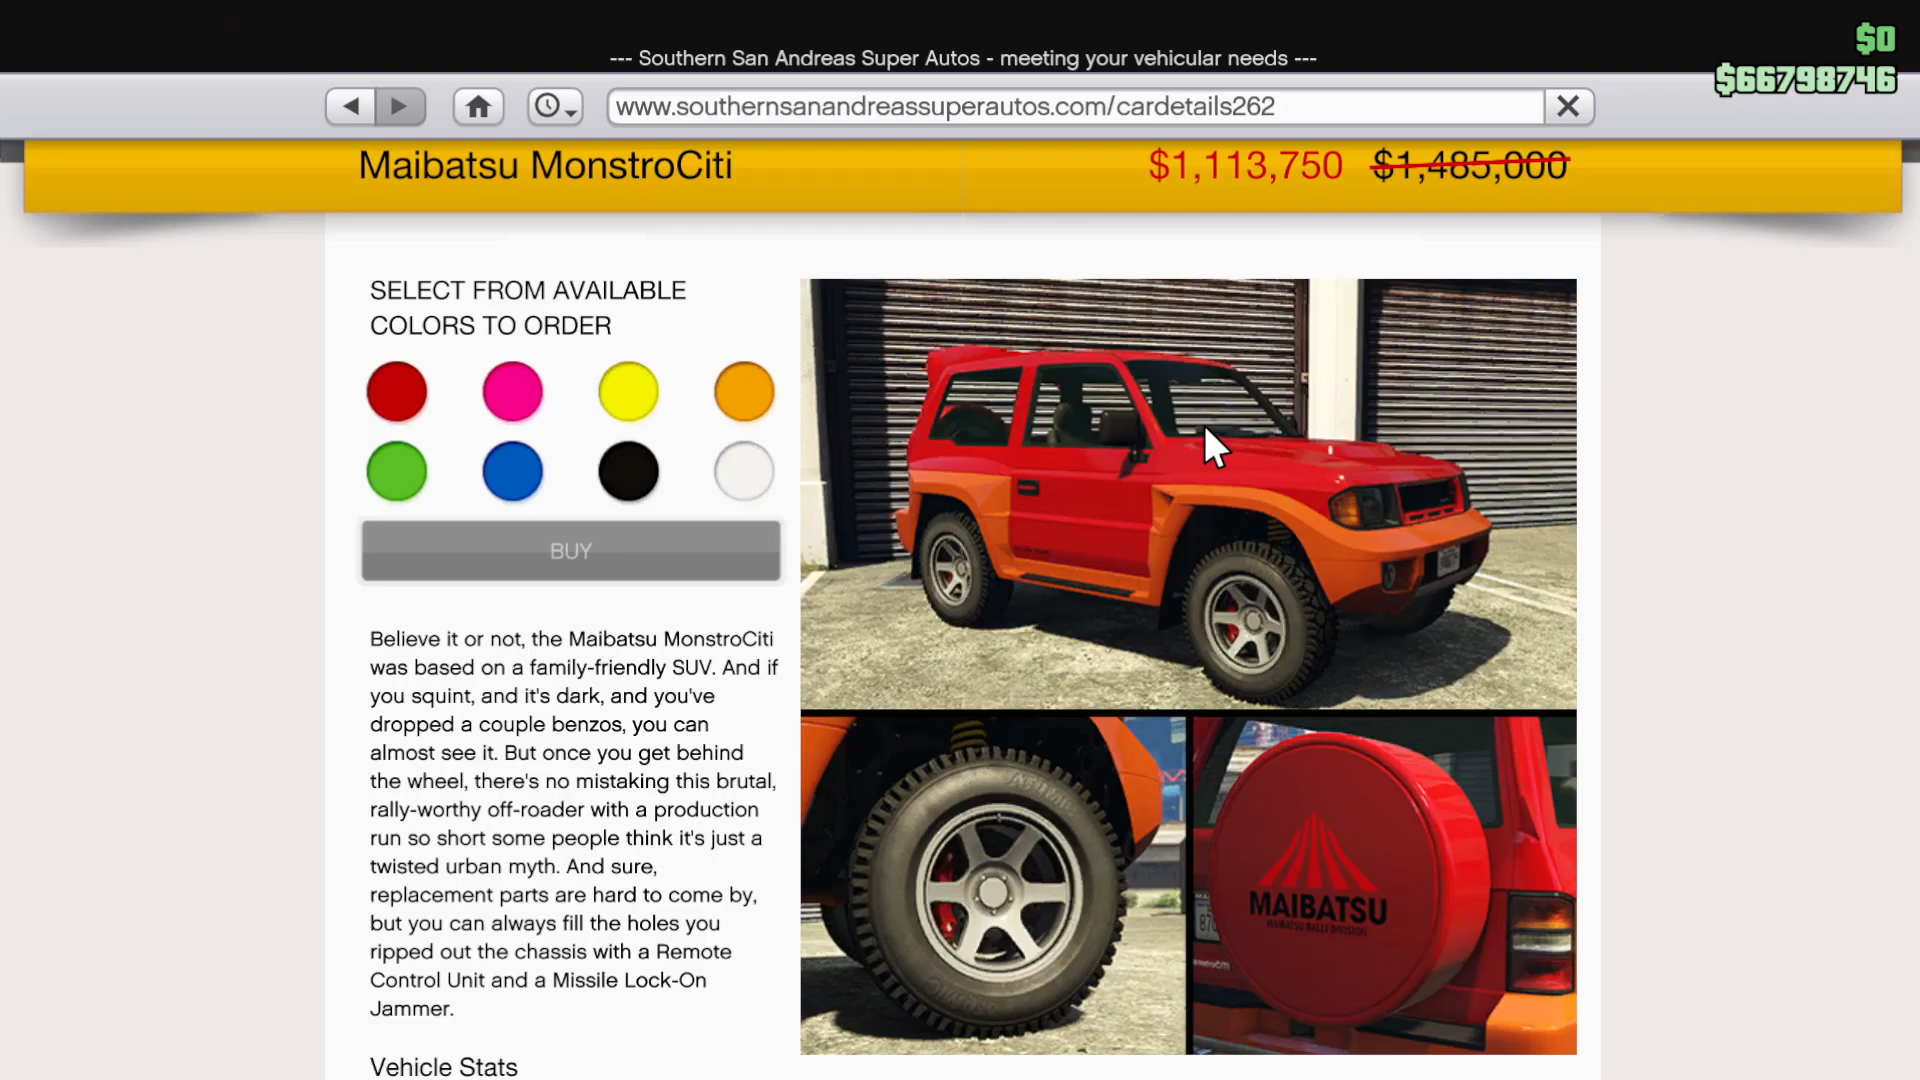 $0
--- Southern San Andreas Super Autos - meeting your vehicular needs ---
$66798746
www.southernsanandreassuperautos.com/cardetails262
Maibatsu MonstroCiti
$1,113,750 $1,485,000
SELECT FROM AVAILABLE
COLORS TO ORDER
BUY
Believe it or not, the Maibatsu MonstroCiti
was based on a family-friendly SUV. And if
you squint, and it's dark, and you've
dropped a couple benzos, you can
almost see it. But once you get behind
the wheel, there's no mistaking this brutal,
rally-worthy off-roader with a production
run so short some people think it's just a
twisted urban myth. And sure,
replacement parts are hard to come by,
but you can always fill the holes you
ripped out the chassis with a Remote
Control Unit and a Missile Lock-On
Jammer.
Vehicle Stats
MAIBATSU
MAIBATSU RALLY DIVISION